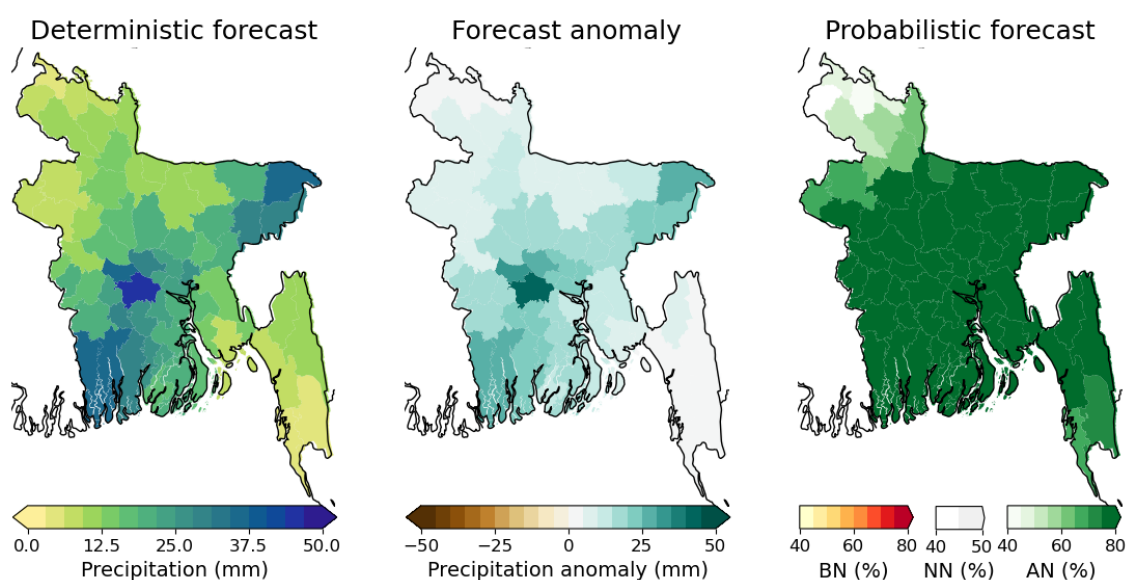 Deterministic forecast
Forecast anomaly
Probabilistic forecast
0.0 12.5 25.0 37.5 50.0
Precipitation (mm)
−50 −25 0 25 50
Precipitation anomaly (mm)
40 60 80
BN (%)
40 50
NN (%)
40 60 80
AN (%)